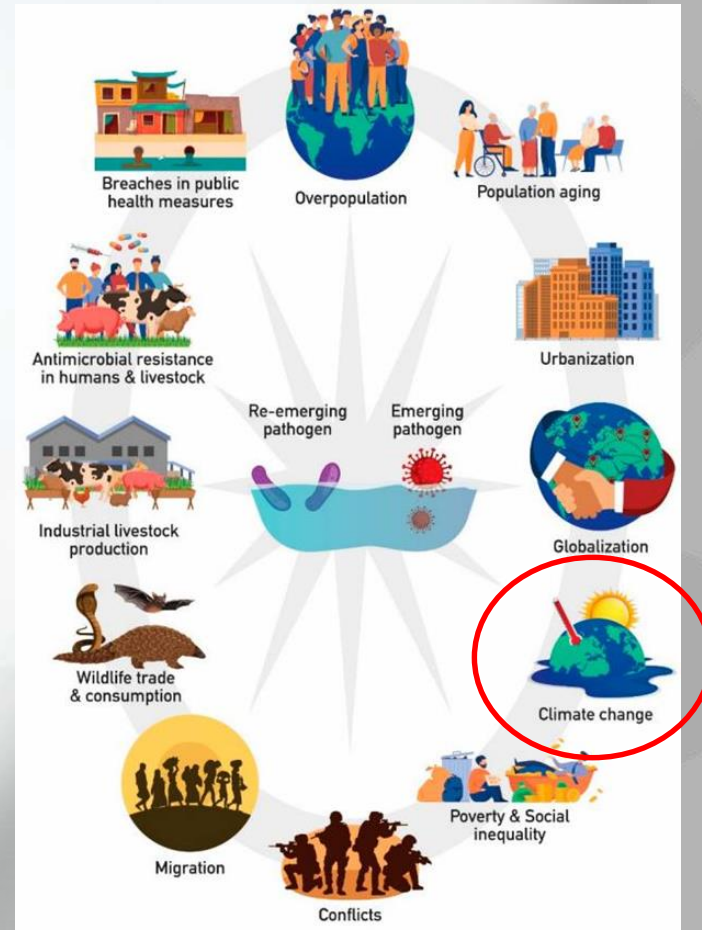 Overpopulation
Population aging
Urbanization
Globalization
Climate change
Poverty & Social
inequality
Conflicts
Migration
Wildlife trade
& consumption
Industrial livestock
production
Antimicrobial resistance
in humans & livestock
Breaches in public
health measures
Re-emerging
pathogen
Emerging
pathogen